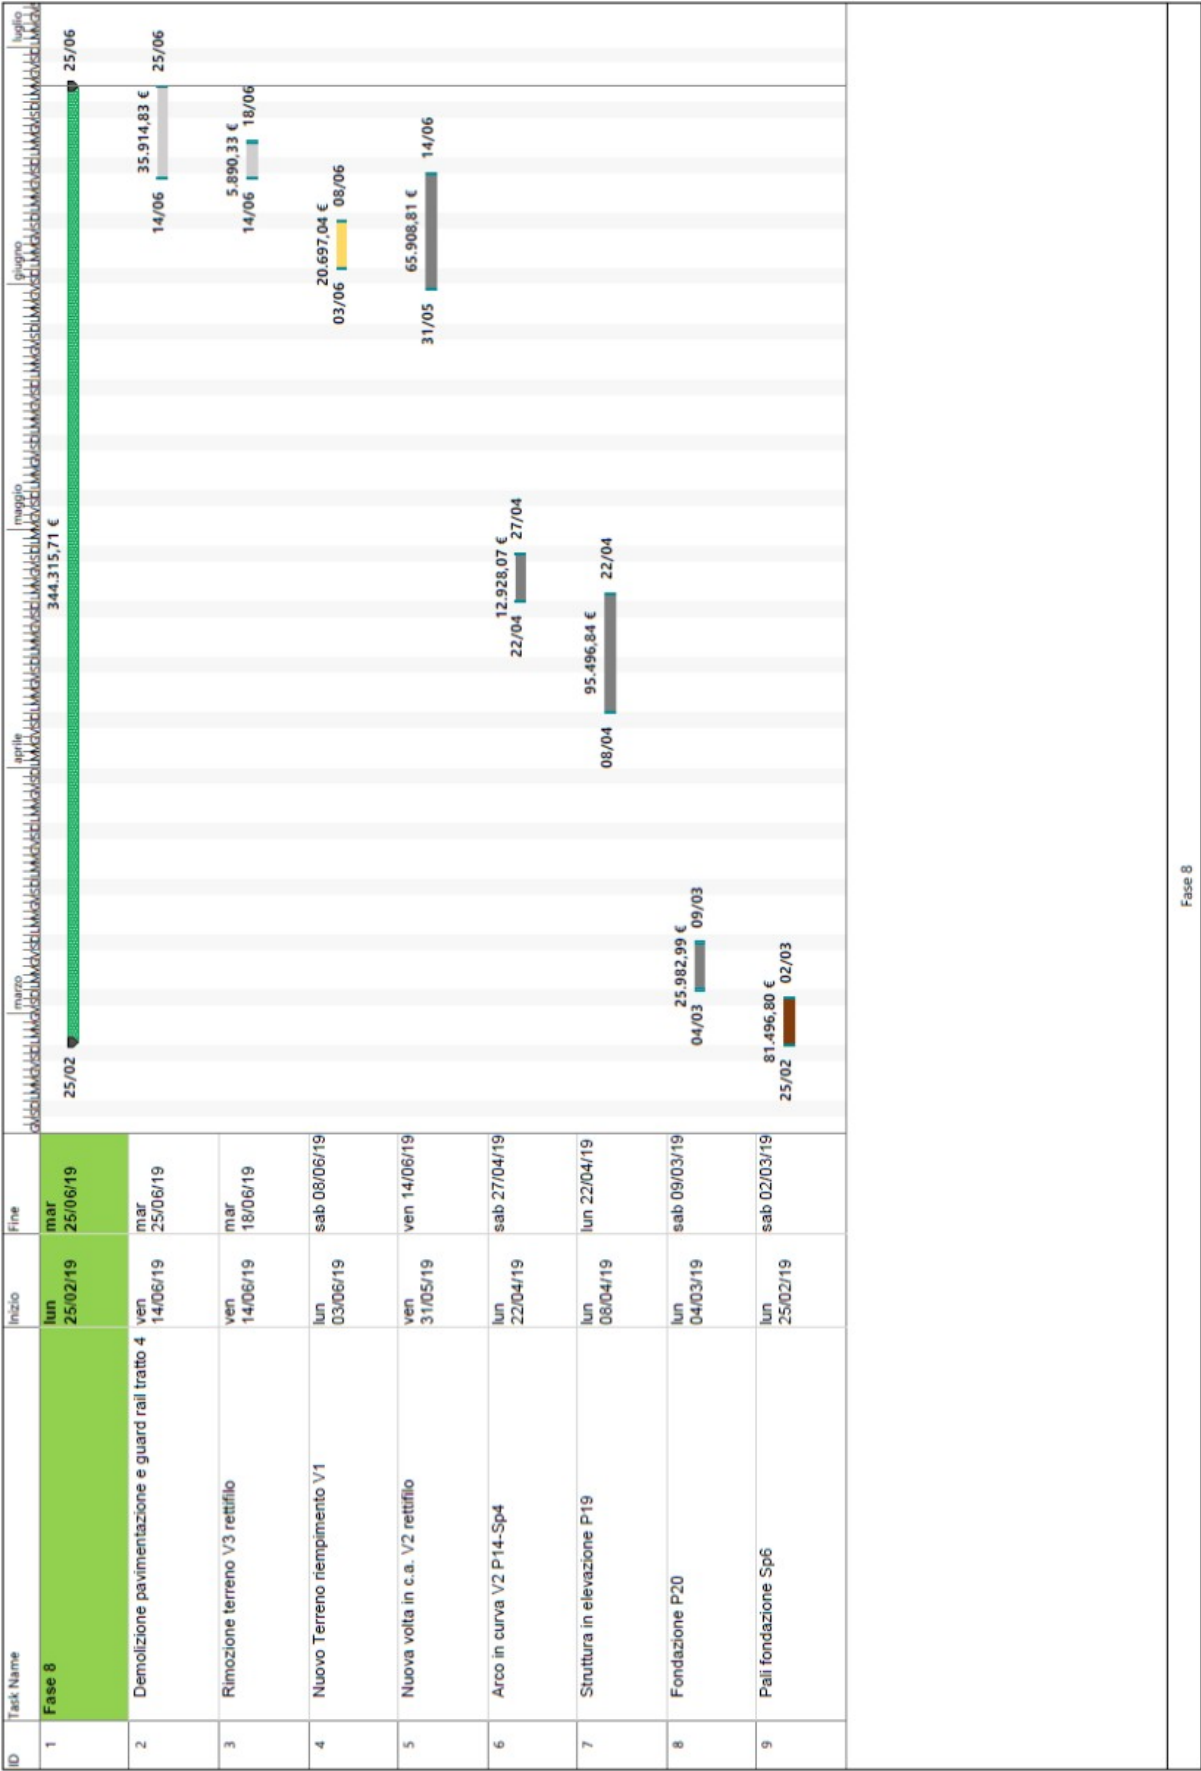 ID Task Name Inizio Fine
marzo aprile maggio giugno luglio
1 Fase 8 lun 25/02/19 mar 25/06/19
25/02 344.315,71 € 25/06
2 Demolizione pavimentazione e guard rail tratto 4 ven 14/06/19 mar 25/06/19
14/06 35.914,83 € 25/06
3 Rimozione terreno V3 rettifilo ven 14/06/19 mar 18/06/19
14/06 5.890,33 € 18/06
4 Nuovo Terreno riempimento V1 lun 03/06/19 sab 08/06/19
03/06 20.697,04 € 08/06
5 Nuova volta in c.a. V2 rettifilo ven 31/05/19 ven 14/06/19
31/05 65.908,81 € 14/06
6 Arco in curva V2 P14-Sp4 lun 22/04/19 sab 27/04/19
22/04 12.928,07 € 27/04
7 Struttura in elevazione P19 lun 08/04/19 lun 22/04/19
08/04 95.496,84 € 22/04
8 Fondazione P20 lun 04/03/19 sab 09/03/19
04/03 25.982,99 € 09/03
9 Pali fondazione Sp6 lun 25/02/19 sab 02/03/19
25/02 81.496,80 € 02/03
Fase 8